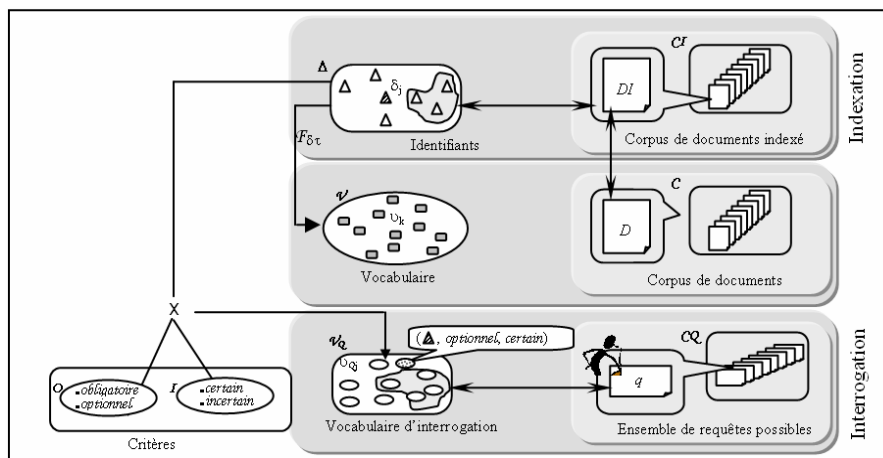 Δ
δj
Identifiants
CI
DI
Corpus de documents indexé
Indexation
Fδτ
V
υk
Vocabulaire
C
D
Corpus de documents
X
VQ
υQj
( , optionnel, certain)
Vocabulaire d'interrogation
CQ
q
Ensemble de requêtes possibles
Interrogation
O
obligatoire
optionnel
I
certain
incertain
Critères